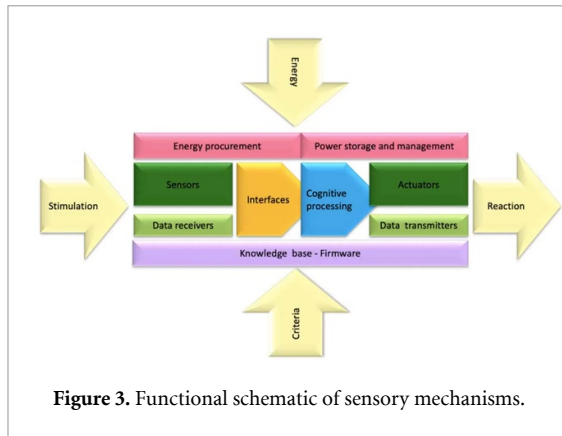 Energy
Energy procurement
Power storage and management
Stimulation
Sensors
Interfaces
Cognitive
processing
Actuators
Reaction
Data receivers
Data transmitters
Knowledge base - Firmware
Criteria
Figure 3. Functional schematic of sensory mechanisms.